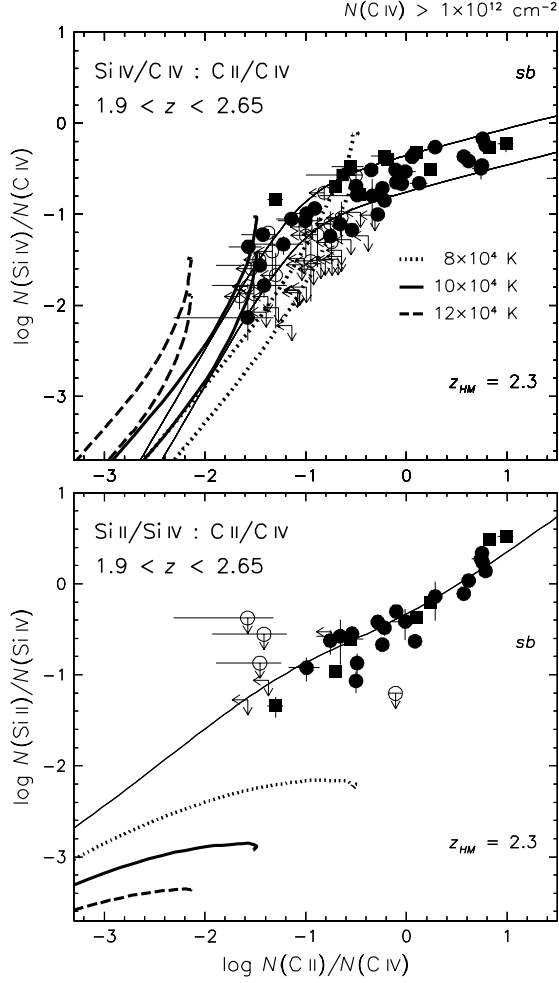 N(C IV) > 1×10¹² cm⁻²
1
Si IV/C IV : C II/C IV
sb
1.9 < z < 2.65
0
log N(Si IV)/N(C IV)
−1
8×10⁴ K
10×10⁴ K
−2
12×10⁴ K
−3
z_HM = 2.3
−3 −2 −1 0 1
1
Si II/Si IV : C II/C IV
1.9 < z < 2.65
0
sb
log N(Si II)/N(Si IV)
−1
−2
−3
z_HM = 2.3
−3 −2 −1 0 1
log N(C II)/N(C IV)